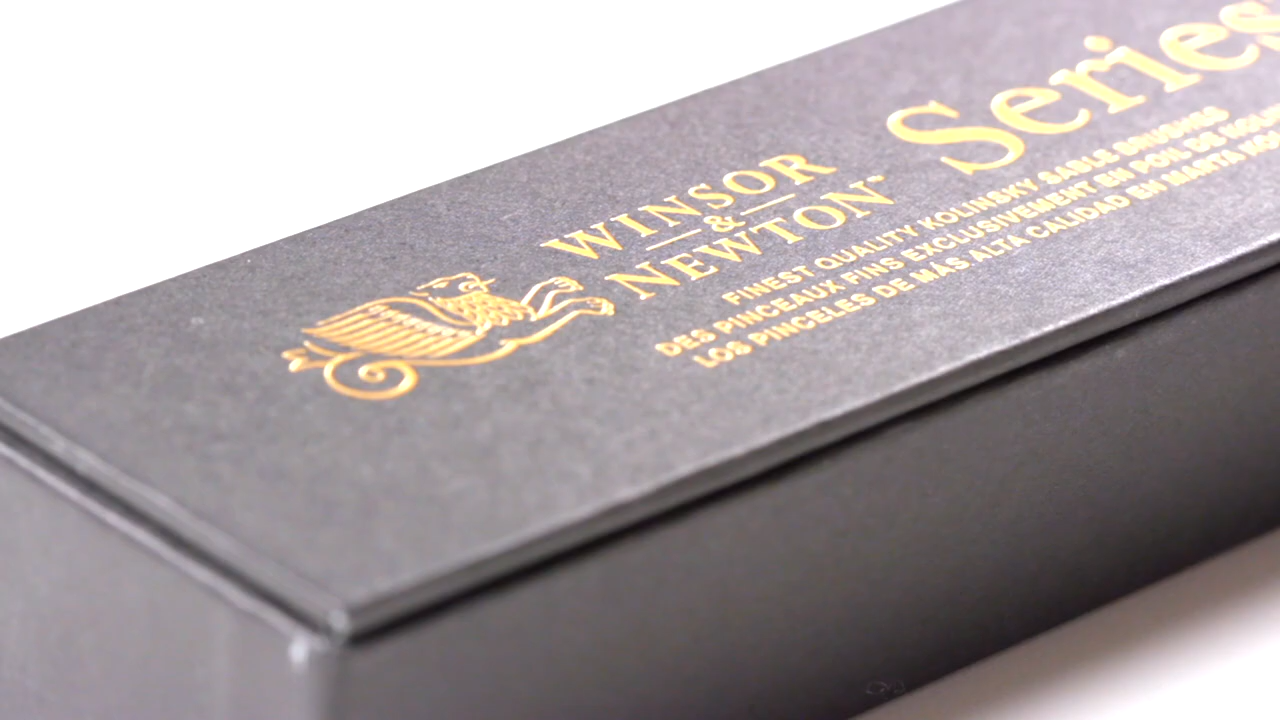 WINSOR
&
NEWTON™
Series
FINEST QUALITY KOLINSKY SABLE BRUSHES
DES PINCEAUX FINS EXCLUSIVEMENT EN POIL DE
LOS PINCELES DE MÁS ALTA CALIDAD EN MARTA